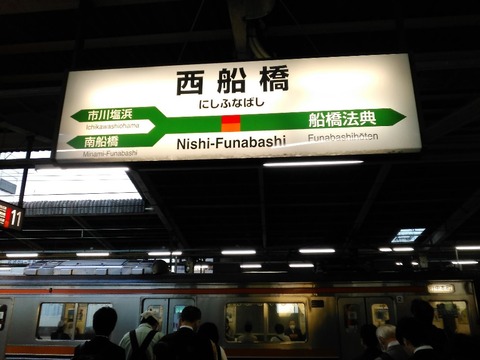 西船橋
にしふなばし
市川塩浜
Ichikawashiohama
南船橋
Minami-Funabashi
Nishi-Funabashi
船橋法典
Funabashihōten
11